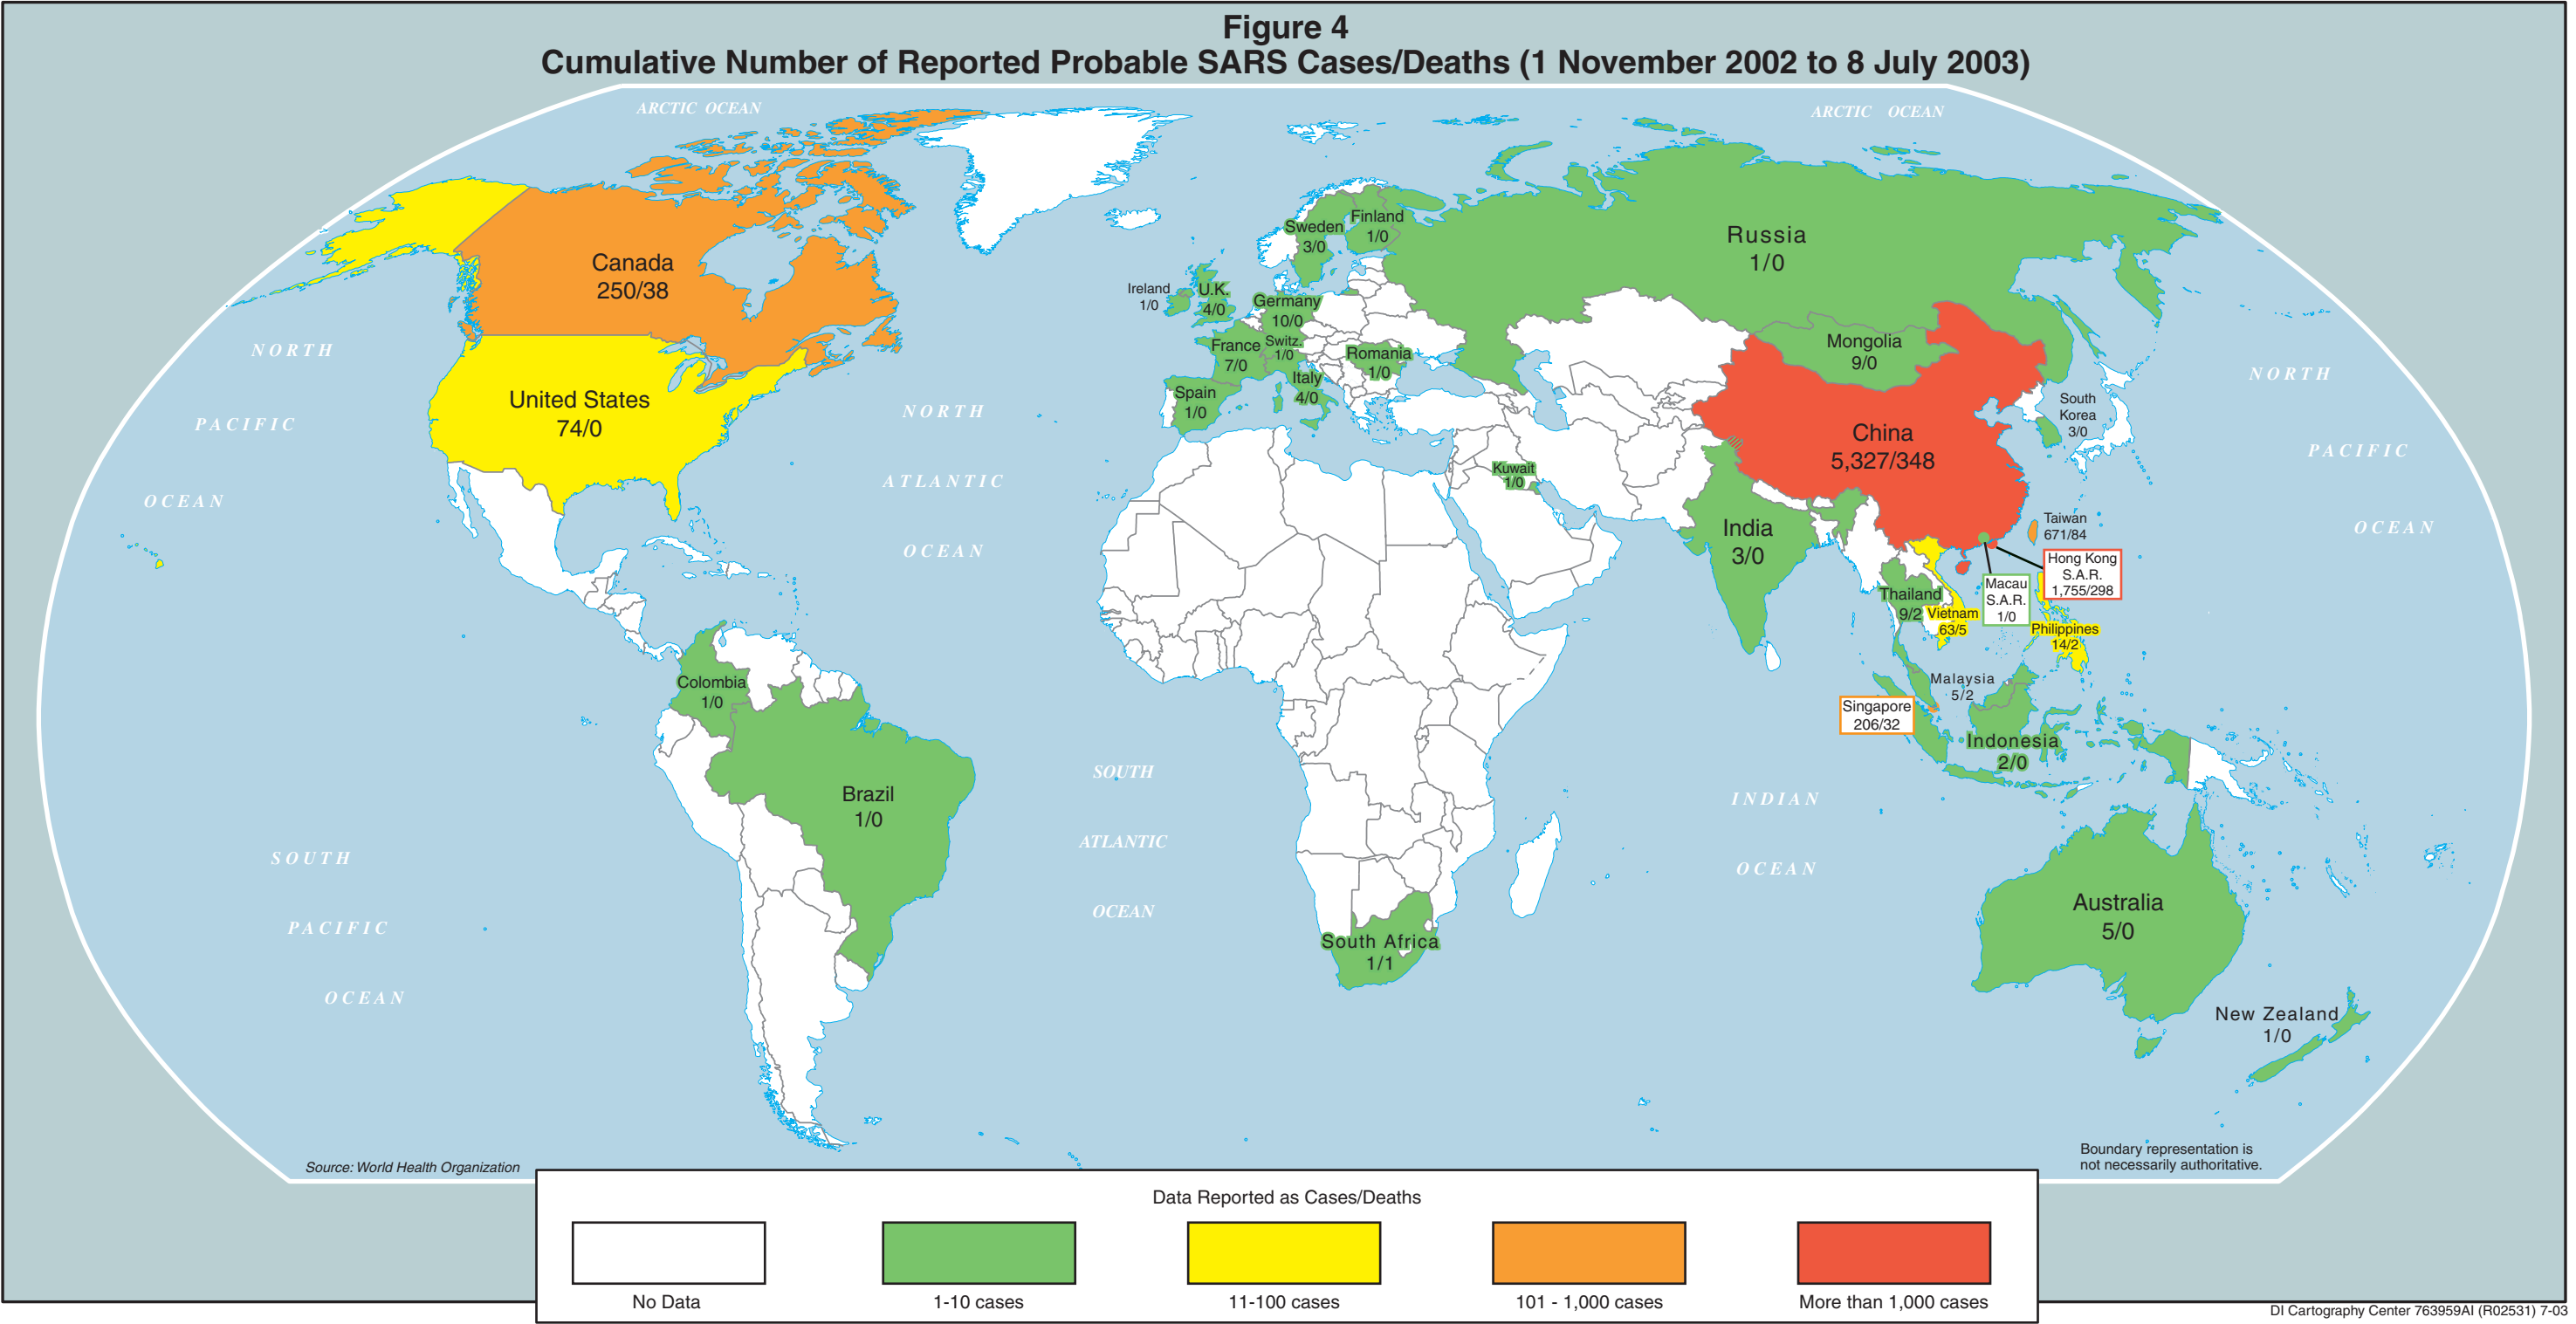 Figure 4
Cumulative Number of Reported Probable SARS Cases/Deaths (1 November 2002 to 8 July 2003)
ARCTIC OCEAN
ARCTIC OCEAN
Canada
250/38
United States
74/0
NORTH
PACIFIC
OCEAN
NORTH
ATLANTIC
OCEAN
Ireland
1/0
U.K.
4/0
Sweden
3/0
Finland
1/0
Germany
10/0
France
7/0
Switz.
1/0
Romania
1/0
Italy
4/0
Spain
1/0
Russia
1/0
Mongolia
9/0
China
5,327/348
South
Korea
3/0
NORTH
PACIFIC
OCEAN
Kuwait
1/0
India
3/0
Taiwan
671/84
Hong Kong
S.A.R.
1,755/298
Macau
S.A.R.
1/0
Thailand
9/2
Vietnam
63/5
Philippines
14/2
Malaysia
5/2
Singapore
206/32
Indonesia
2/0
Colombia
1/0
Brazil
1/0
SOUTH
ATLANTIC
OCEAN
INDIAN
OCEAN
SOUTH
PACIFIC
OCEAN
South Africa
1/1
Australia
5/0
New Zealand
1/0
Source: World Health Organization
Boundary representation is
not necessarily authoritative.
Data Reported as Cases/Deaths
No Data
1-10 cases
11-100 cases
101 - 1,000 cases
More than 1,000 cases
DI Cartography Center 763959AI (R02531) 7-03